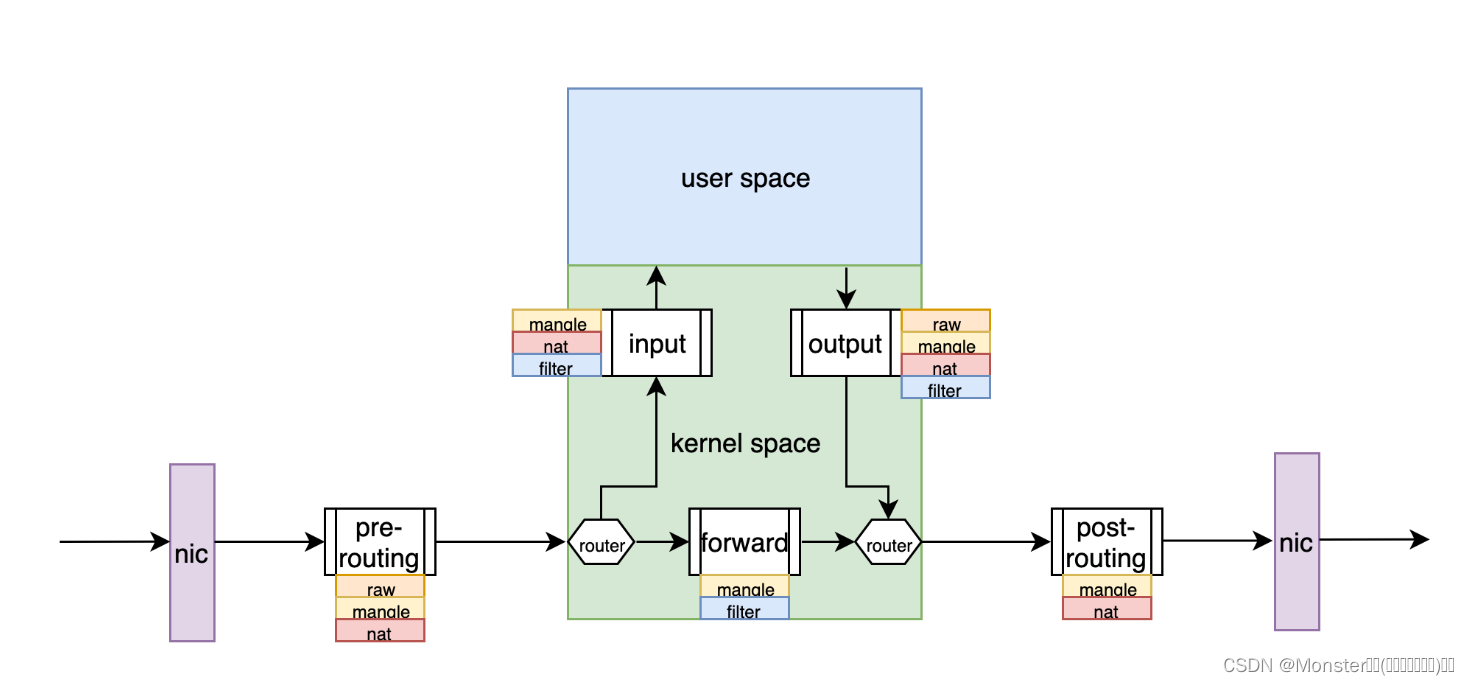 user space
mangle
nat
filter
input
output
raw
mangle
nat
filter
kernel space
nic
pre-
routing
raw
mangle
nat
router
forward
mangle
filter
router
post-
routing
mangle
nat
nic
CSDN @Monster